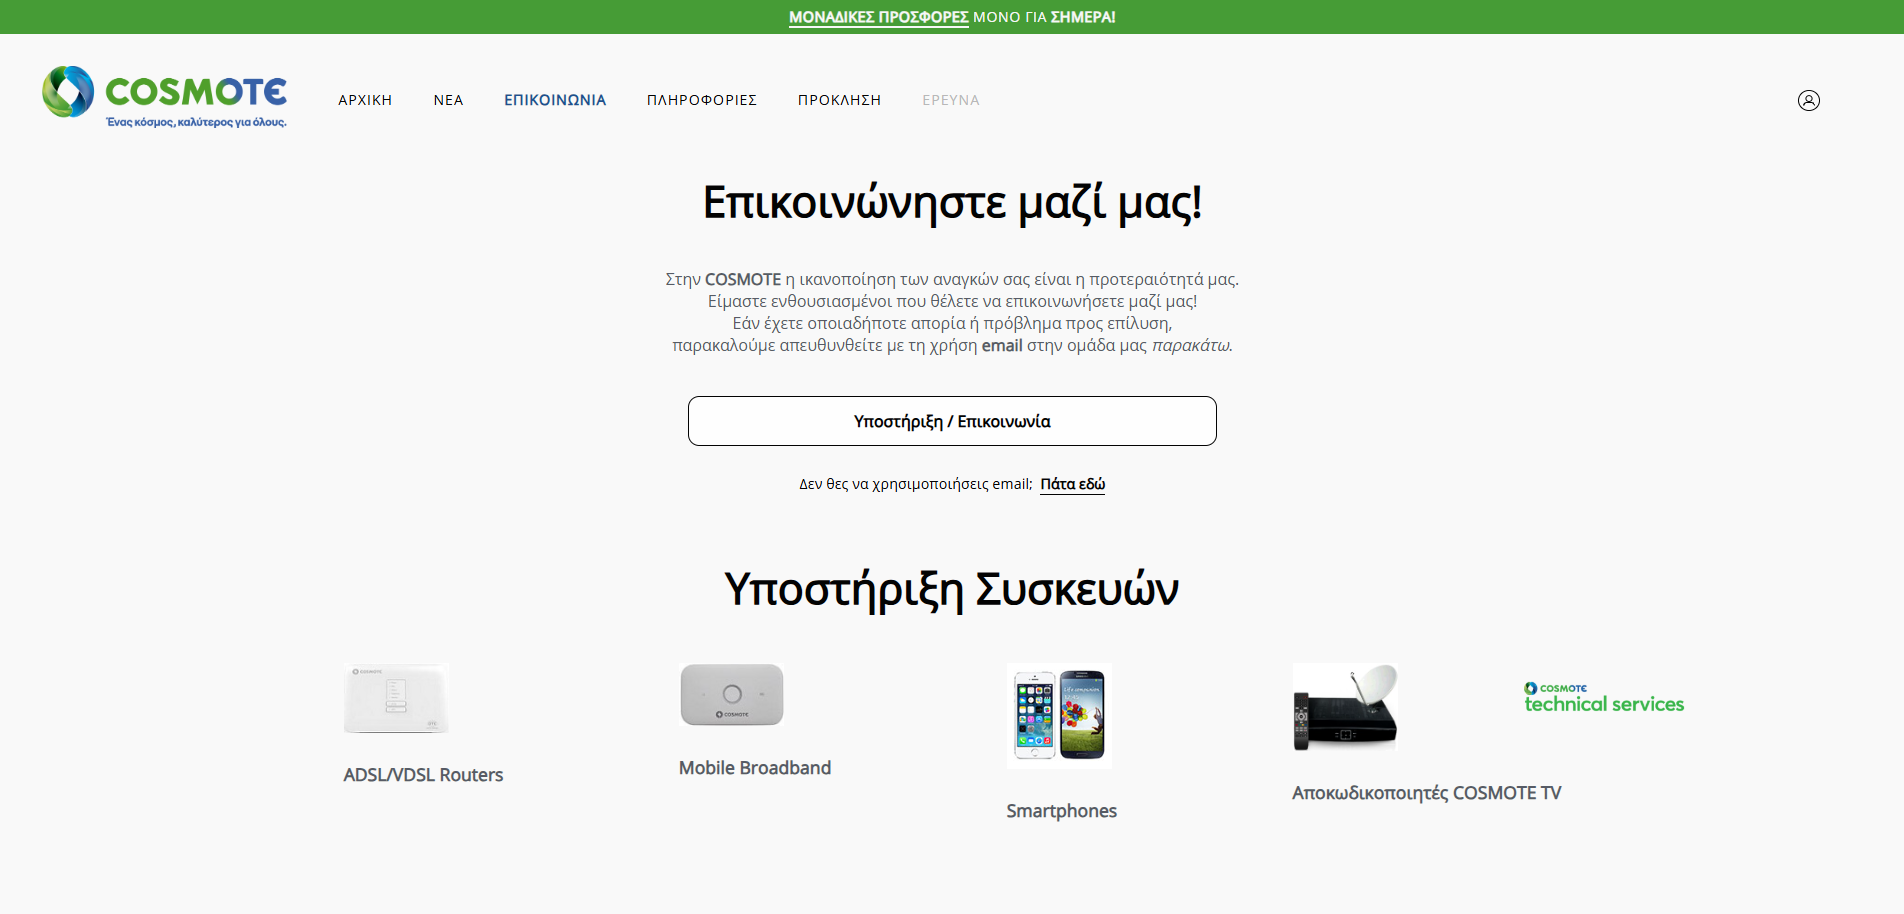 ΜΟΝΑΔΙΚΕΣ ΠΡΟΣΦΟΡΕΣ ΜΟΝΟ ΓΙΑ ΣΗΜΕΡΑ!
COSMOTE
Ένας κόσμος, καλύτερος για όλους.
ΑΡΧΙΚΗ ΝΕΑ ΕΠΙΚΟΙΝΩΝΙΑ ΠΛΗΡΟΦΟΡΙΕΣ ΠΡΟΚΛΗΣΗ ΕΡΕΥΝΑ
Επικοινώνηστε μαζί μας!
Στην COSMOTE η ικανοποίηση των αναγκών σας είναι η προτεραιότητά μας.
Είμαστε ενθουσιασμένοι που θέλετε να επικοινωνήσετε μαζί μας!
Εάν έχετε οποιαδήποτε απορία ή πρόβλημα προς επίλυση,
παρακαλούμε απευθυνθείτε με τη χρήση email στην ομάδα μας παρακάτω.
Υποστήριξη / Επικοινωνία
Δεν θες να χρησιμοποιήσεις email; Πάτα εδώ
Υποστήριξη Συσκευών
COSMOTE
ADSL/VDSL Routers
COSMOTE
Mobile Broadband
Smartphones
Αποκωδικοποιητές COSMOTE TV
COSMOTE
technical services